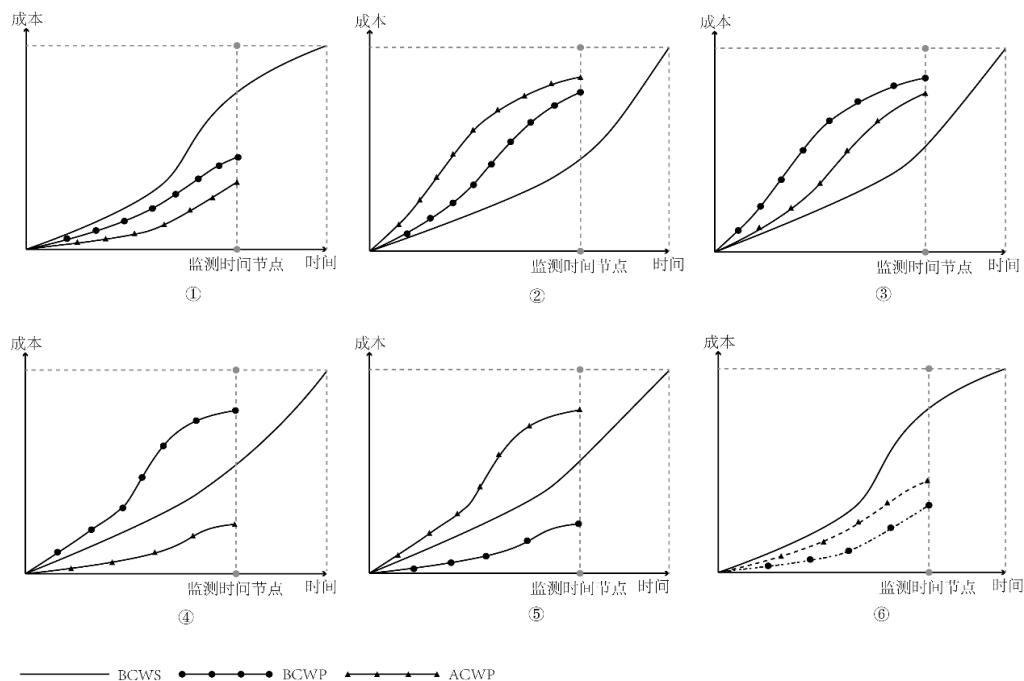 成本 成本 成本
监测时间节点 时间 监测时间节点 时间 监测时间节点 时间
① ② ③
成本 成本 成本
监测时间节点 时间 监测时间节点 时间 监测时间节点 时间
④ ⑤ ⑥
BCWS BCWP ACWP